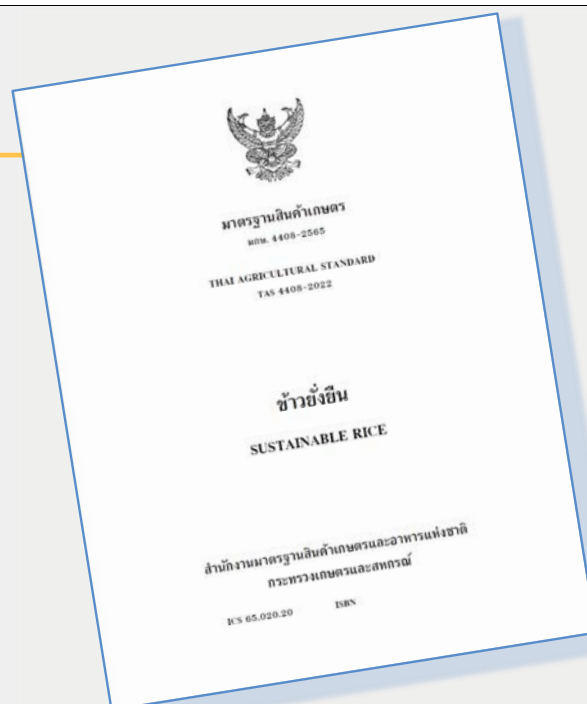 มาตรฐานสินค้าเกษตร
มกษ. 4408-2565
THAI AGRICULTURAL STANDARD
TAS 4408-2022
ข้าวยั่งยืน
SUSTAINABLE RICE
สำนักงานมาตรฐานสินค้าเกษตรและอาหารแห่งชาติ
กระทรวงเกษตรและสหกรณ์
ICS 65.020.20 ISBN